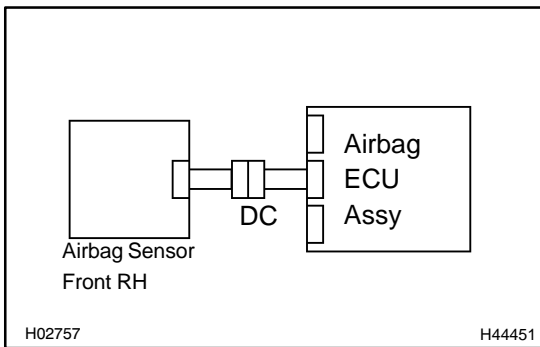 Airbag
ECU
Assy
DC
Airbag Sensor
Front RH
H02757
H44451